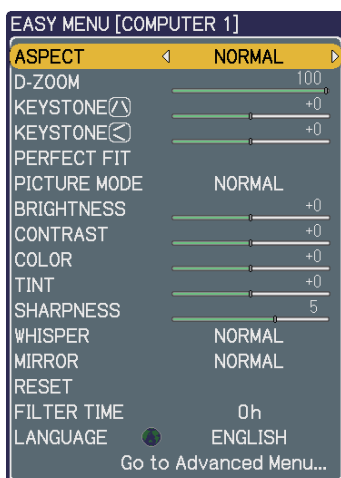 EASY MENU [COMPUTER 1]
ASPECT NORMAL
D-ZOOM 100
KEYSTONE +0
KEYSTONE +0
PERFECT FIT
PICTURE MODE NORMAL
BRIGHTNESS +0
CONTRAST +0
COLOR +0
TINT +0
SHARPNESS 5
WHISPER NORMAL
MIRROR NORMAL
RESET
FILTER TIME 0h
LANGUAGE ENGLISH
Go to Advanced Menu...